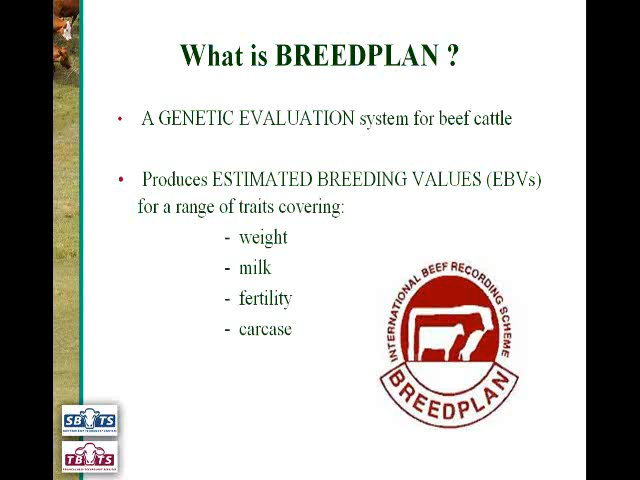 What is BREEDPLAN ?
• A GENETIC EVALUATION system for beef cattle
• Produces ESTIMATED BREEDING VALUES (EBVs)
for a range of traits covering:
- weight
- milk
- fertility
- carcase
INTERNATIONAL BEEF RECORDING SCHEME
BREEDPLAN
SBTS
TBTS